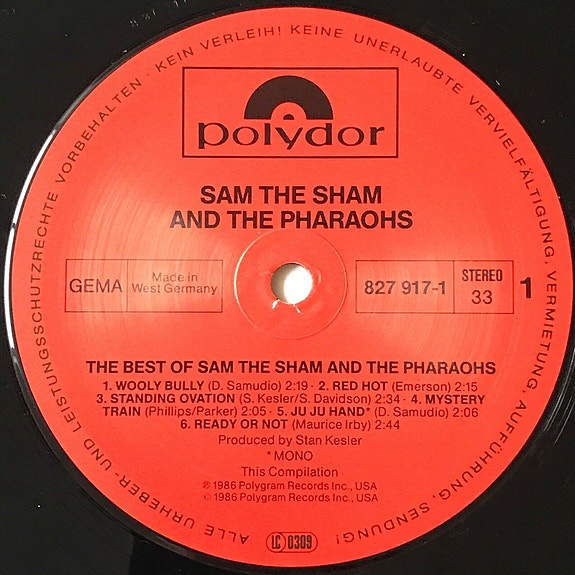 ALLE URHEBER- UND LEISTUNGSSCHUTZRECHTE VORBEHALTEN · KEIN VERLEIH! KEINE UNERLAUBTE VERVIELFÄLTIGUNG, VERMIETUNG, AUFFÜHRUNG, SENDUNG!
polydor
SAM THE SHAM
AND THE PHARAOHS
GEMA
Made in
West Germany
827 917-1
STEREO
33
1
THE BEST OF SAM THE SHAM AND THE PHARAOHS
1. WOOLY BULLY (D. Samudio) 2:19 · 2. RED HOT (Emerson) 2:15
3. STANDING OVATION (S. Kesler/S. Davidson) 2:34 · 4. MYSTERY
TRAIN (Phillips/Parker) 2:05 · 5. JU JU HAND* (D. Samudio) 2:06
6. READY OR NOT (Maurice Irby) 2:44
Produced by Stan Kesler
*MONO
This Compilation
℗ 1986 Polygram Records Inc., USA
© 1986 Polygram Records Inc., USA
LC 0309